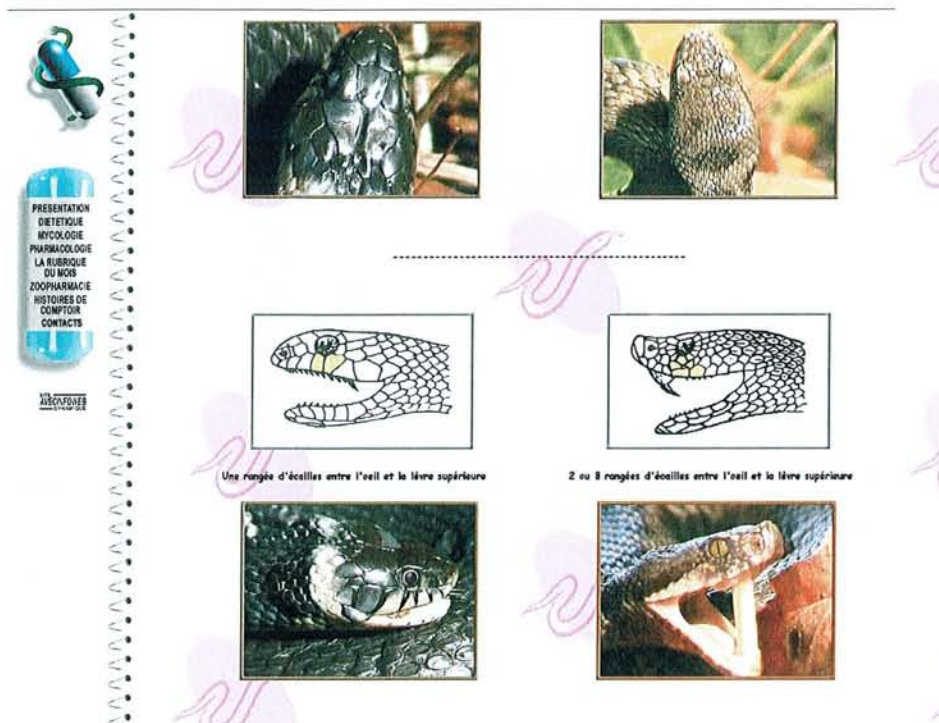 PRESENTATION
DIETETIQUE
MYCOLOGIE
PHARMACOLOGIE
LA RUBRIQUE
DU MOIS
ZOOPHARMACIE
HISTOIRES DE
COMPTOIR
CONTACTS
Une rangée d'écailles entre l'oeil et la lèvre supérieure
2 ou 3 rangées d'écailles entre l'oeil et la lèvre supérieure